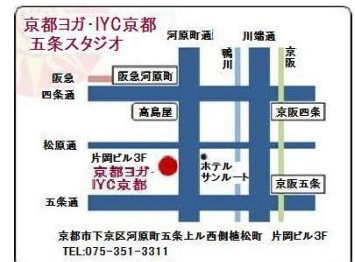 京都ヨガ・IYC京都
五条スタジオ
河原町通
鴨川
川端通
京阪
阪急
阪急河原町
四条通
高島屋
京阪四条
松原通
片岡ビル3F
京都ヨガ・
IYC京都
ホテル
サンルート
京阪五条
五条通
京都市下京区河原町五条上ル西側植松町 片岡ビル3F
TEL:075-351-3311